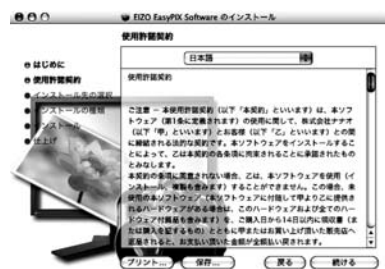 EIZO EasyPIX Software のインストール
使用許諾契約
はじめに
使用許諾契約
インストール先の選択
インストールの種類
インストール
仕上げ
日本語
使用許諾契約
ご注意 – 本使用許諾契約(以下「本契約」といいます)は、本ソフ
トウェア(第1条に定義されます)の使用に関して、株式会社ナナオ
(以下「甲」といいます)とお客様(以下「乙」といいます)との間
に締結される法的な契約です。本ソフトウェアをインストールするこ
とによって、乙は本契約の各条項に拘束されることに承諾されたもの
とみなします。
本契約の条項に同意されない場合、乙は、本ソフトウェアを使用(イ
ンストール、複製も含みます)することができません。この場合、未
使用の本ソフトウェア(本ソフトウェアに付随して甲より乙に提供さ
れるハードウェアがある場合は、このハードウェアおよび全てのハー
ドウェア付属品も含みます)を、ご購入日から14日以内に領収書(ま
たは購入を証するもの)とともに甲またはお買い上げ頂いた販売店へ
返品されると、お支払い頂いた金額が全額払い戻されます。
プリント... 保存... 戻る 続ける